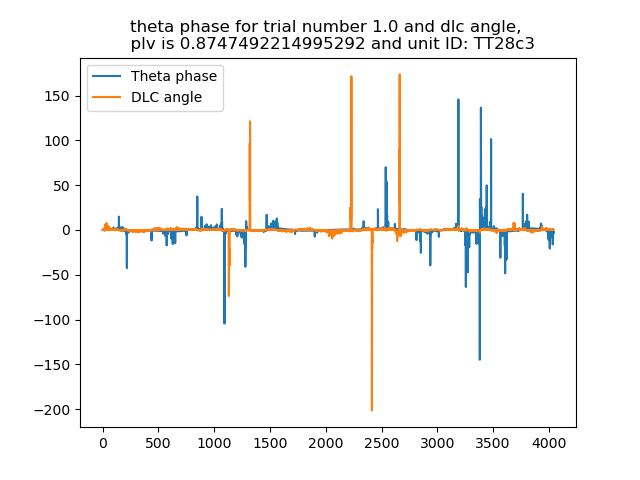 theta phase for trial number 1.0 and dlc angle,
plv is 0.8747492214995292 and unit ID: TT28c3
Theta phase
DLC angle
150
100
50
0
−50
−100
−150
−200
0 500 1000 1500 2000 2500 3000 3500 4000